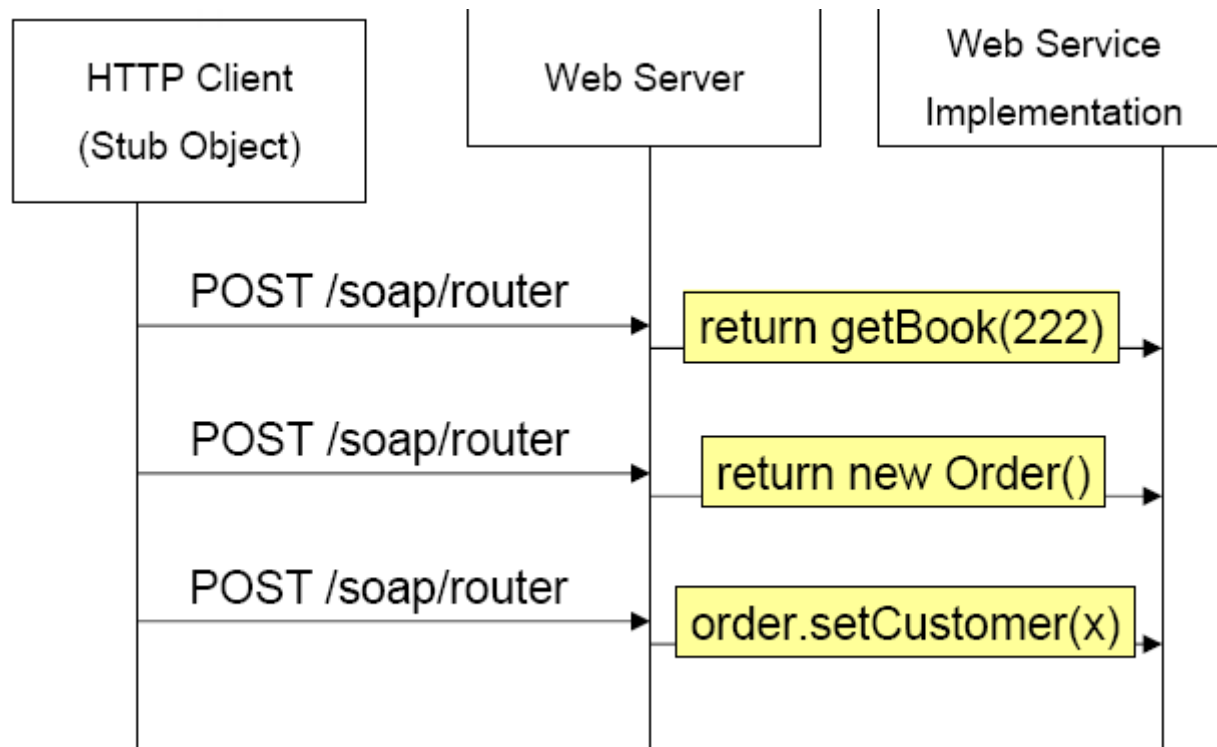 HTTP Client
(Stub Object)
Web Server
Web Service
Implementation
POST /soap/router
return getBook(222)
POST /soap/router
return new Order()
POST /soap/router
order.setCustomer(x)